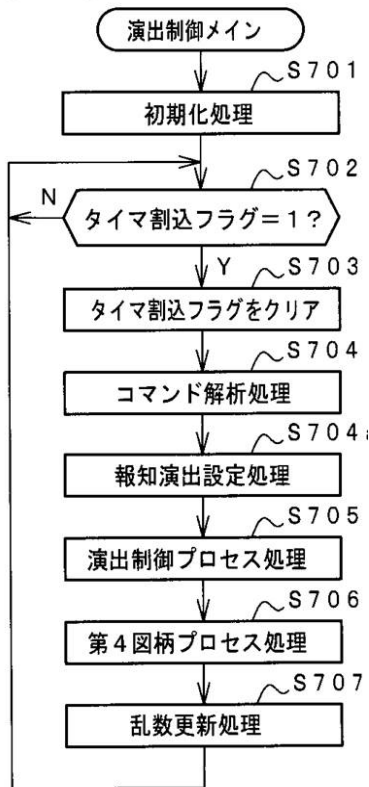 演出制御メイン
S701
初期化処理
S702
N
タイマ割込フラグ=1?
Y
S703
タイマ割込フラグをクリア
S704
コマンド解析処理
S704a
報知演出設定処理
S705
演出制御プロセス処理
S706
第4図柄プロセス処理
S707
乱数更新処理